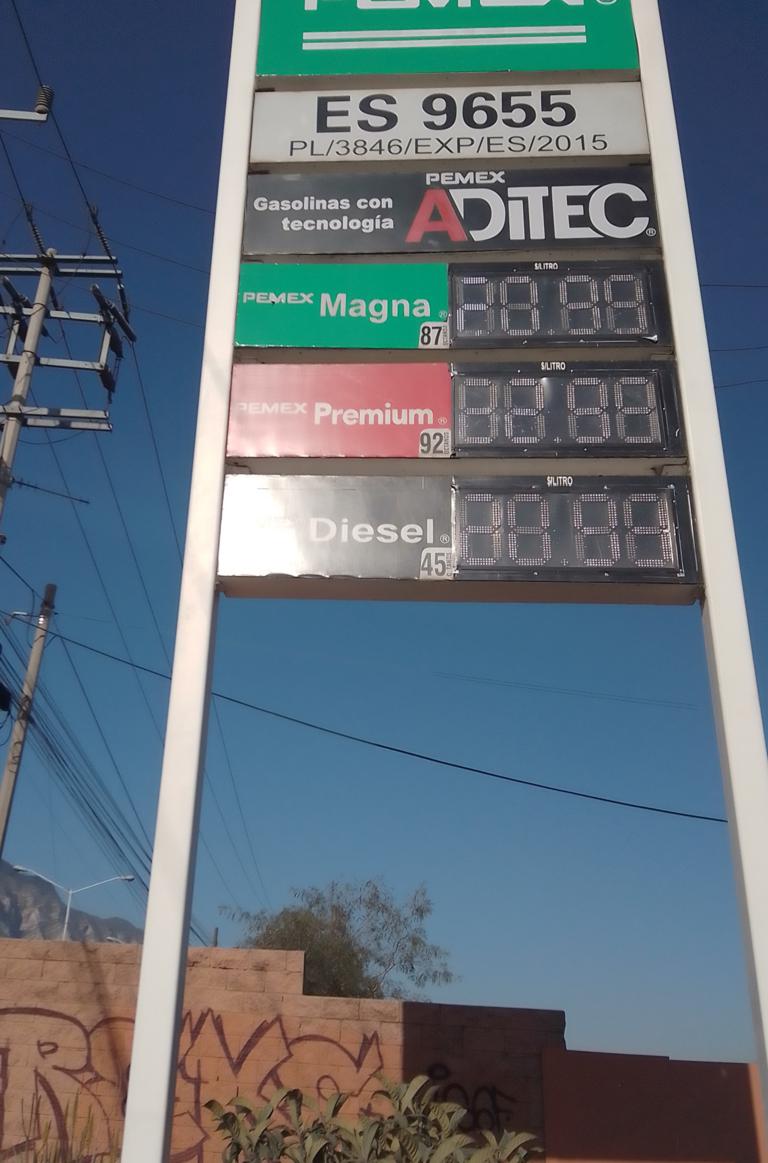 PEMEX®
ES 9655
PL/3846/EXP/ES/2015
Gasolinas con
tecnología
PEMEX
ADiTEC®
PEMEX Magna®
87
$/LITRO
PEMEX Premium®
92
$/LITRO
Diesel®
45
$/LITRO